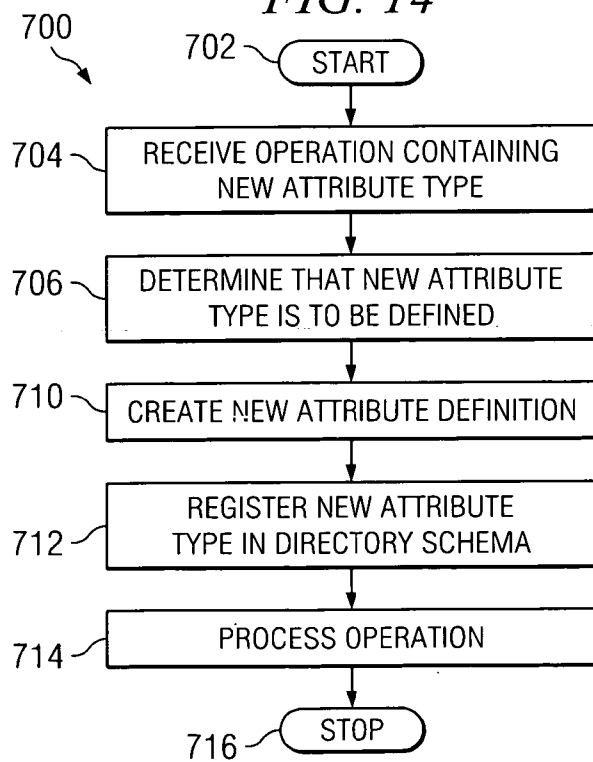 FIG. 14
700
702
START
704
RECEIVE OPERATION CONTAINING
NEW ATTRIBUTE TYPE
706
DETERMINE THAT NEW ATTRIBUTE
TYPE IS TO BE DEFINED
710
CREATE NEW ATTRIBUTE DEFINITION
712
REGISTER NEW ATTRIBUTE
TYPE IN DIRECTORY SCHEMA
714
PROCESS OPERATION
716
STOP